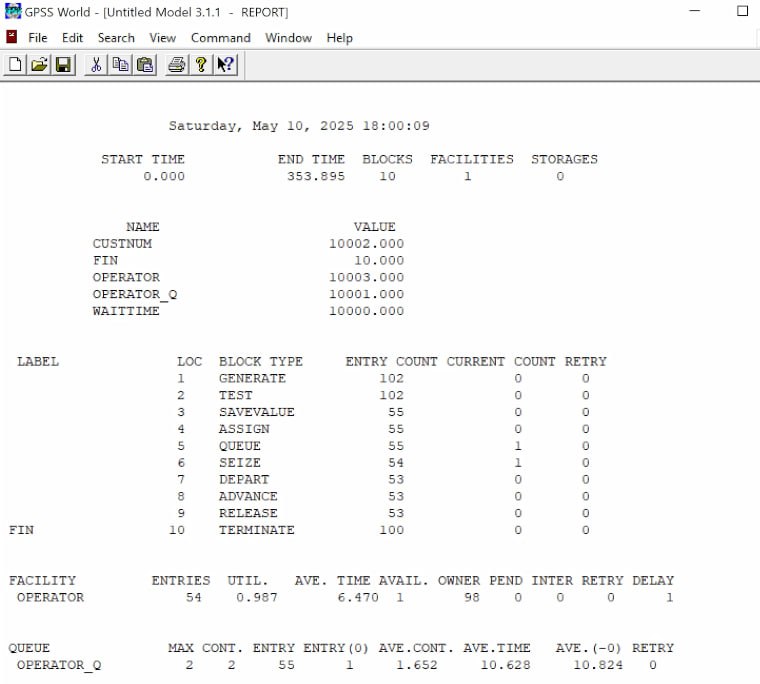 GPSS World - [Untitled Model 3.1.1 - REPORT]
File Edit Search View Command Window Help
Saturday, May 10, 2025 18:00:09
START TIME END TIME BLOCKS FACILITIES STORAGES
0.000 353.895 10 1 0
NAME VALUE
CUSTNUM 10002.000
FIN 10.000
OPERATOR 10003.000
OPERATOR_Q 10001.000
WAITTIME 10000.000
LABEL LOC BLOCK TYPE ENTRY COUNT CURRENT COUNT RETRY
1 GENERATE 102 0 0
2 TEST 102 0 0
3 SAVEVALUE 55 0 0
4 ASSIGN 55 0 0
5 QUEUE 55 1 0
6 SEIZE 54 1 0
7 DEPART 53 0 0
8 ADVANCE 53 0 0
9 RELEASE 53 0 0
FIN 10 TERMINATE 100 0 0
FACILITY ENTRIES UTIL. AVE. TIME AVAIL. OWNER PEND INTER RETRY DELAY
OPERATOR 54 0.987 6.470 1 98 0 0 0 1
QUEUE MAX CONT. ENTRY ENTRY(0) AVE.CONT. AVE.TIME AVE.(-0) RETRY
OPERATOR_Q 2 2 55 1 1.652 10.628 10.824 0